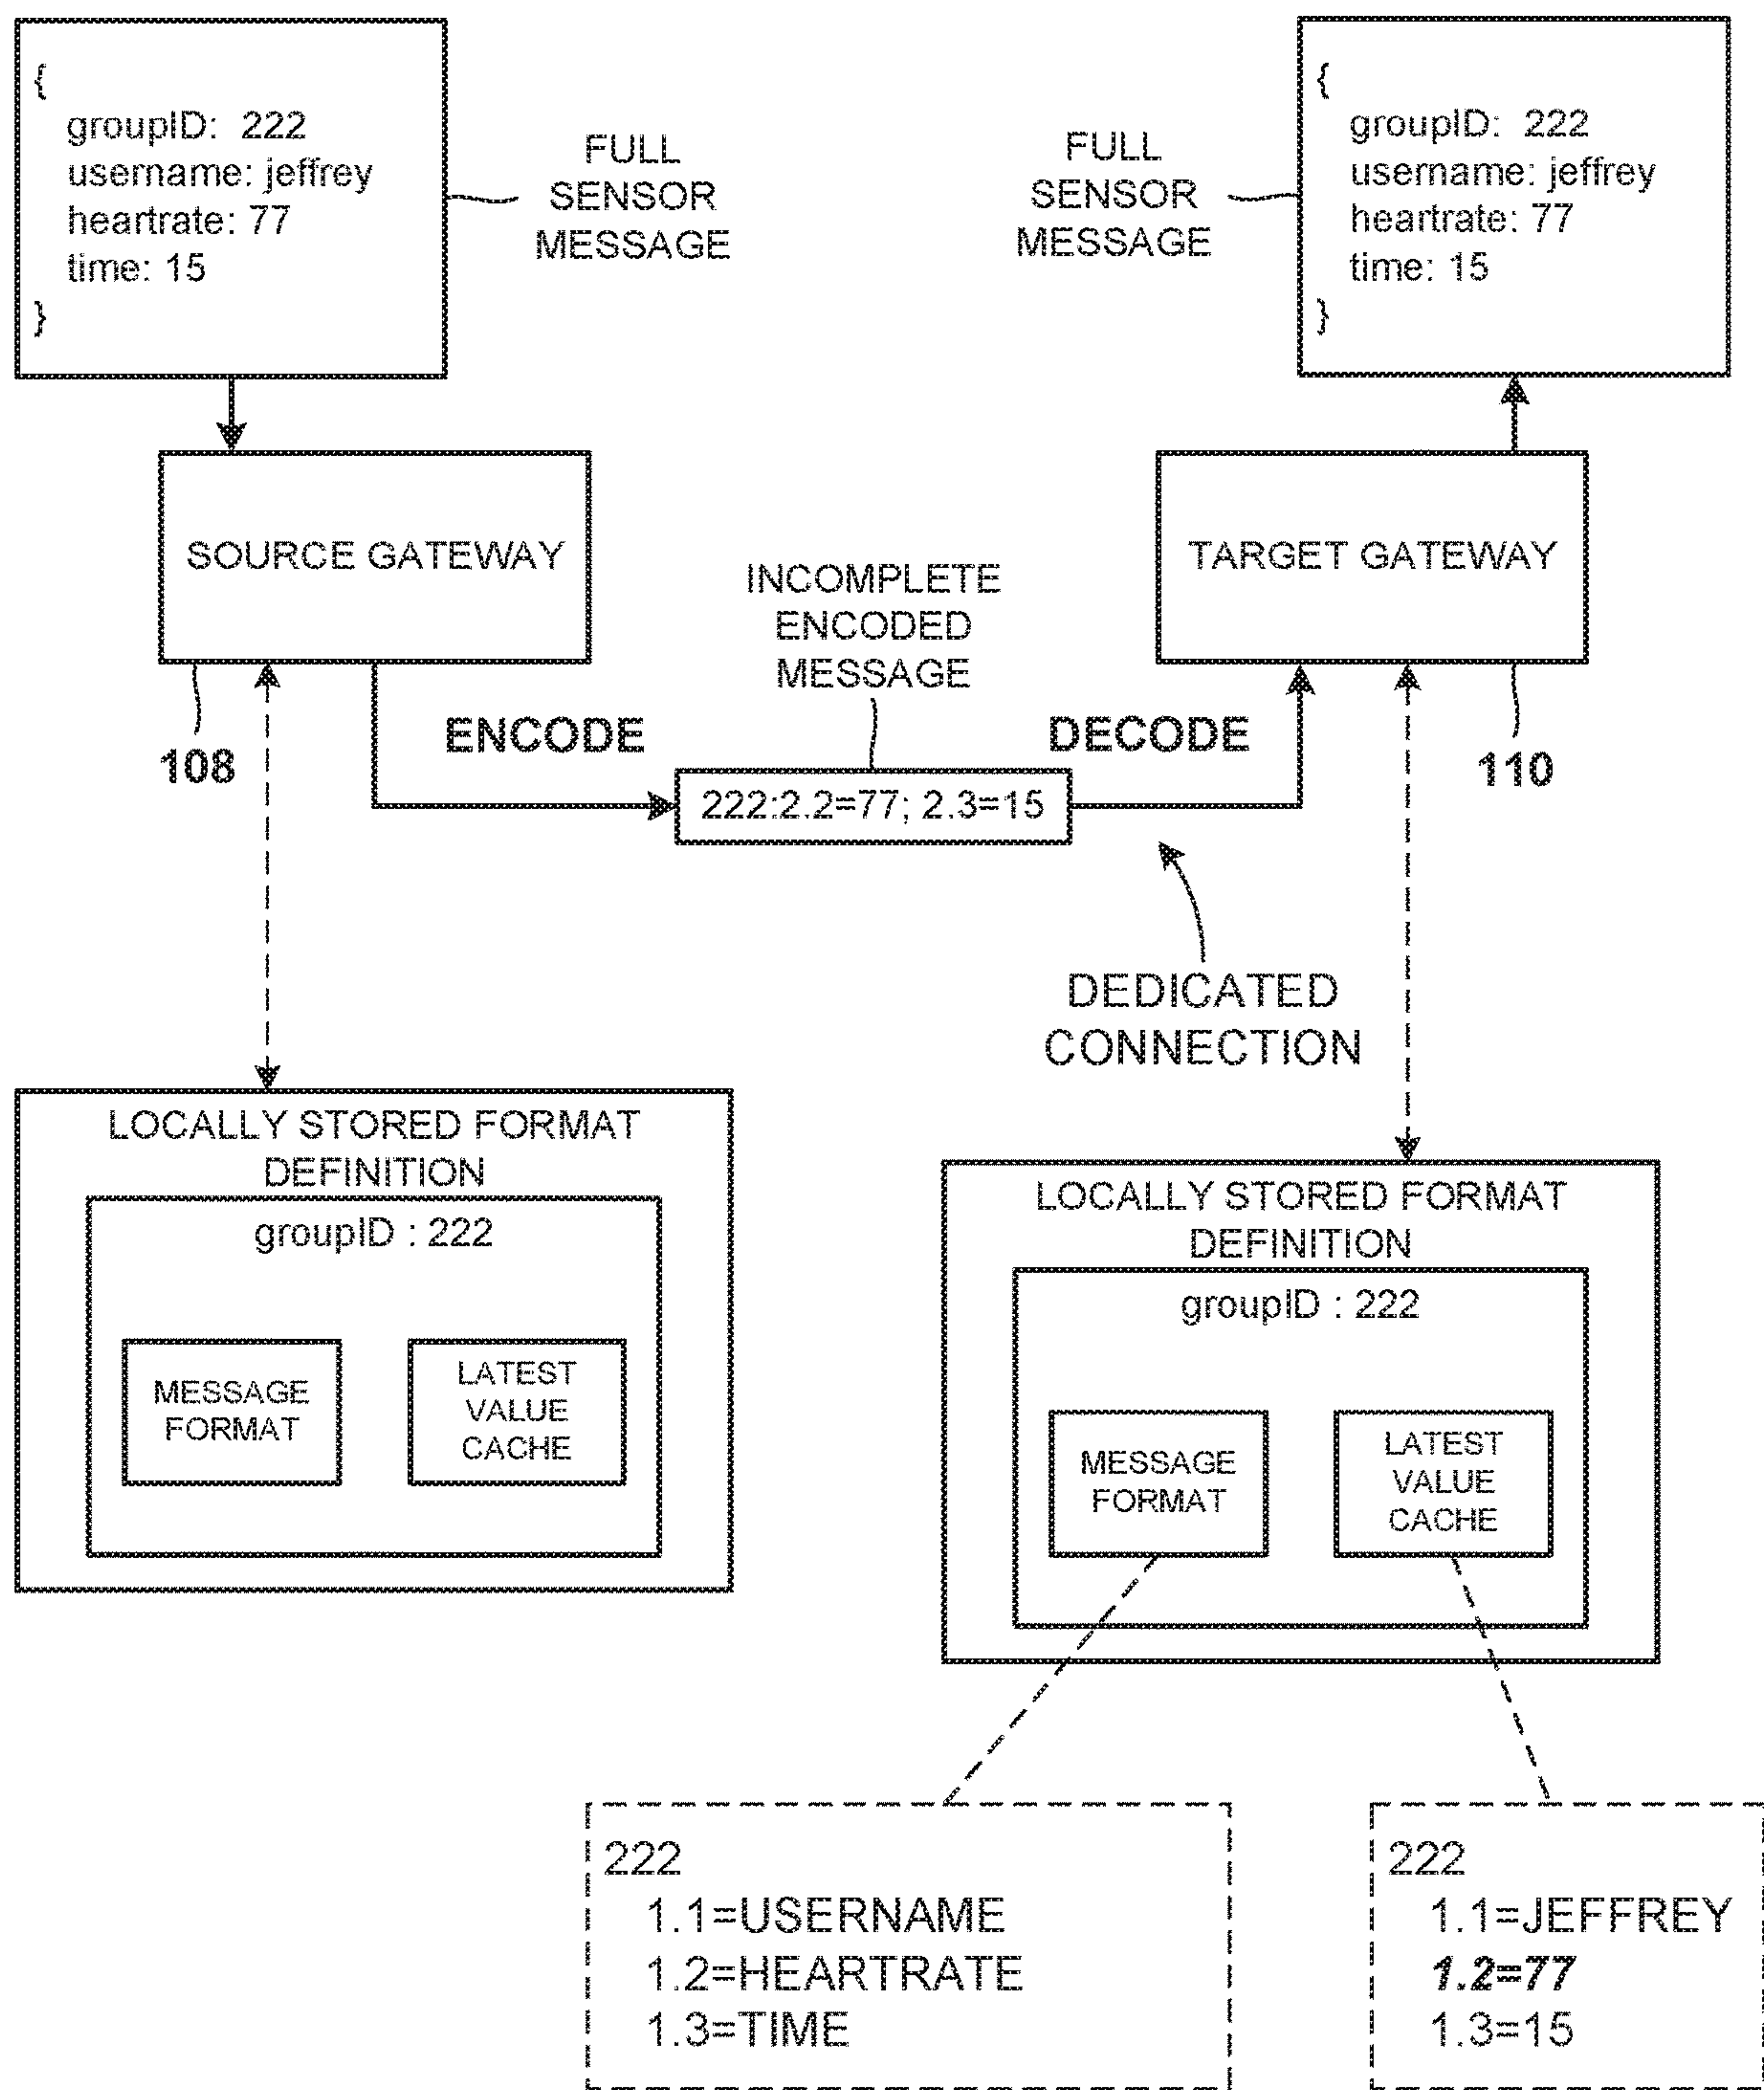 {
groupID: 222
username: jeffrey
heartrate: 77
time: 15
}
FULL
SENSOR
MESSAGE
FULL
SENSOR
MESSAGE
{
groupID: 222
username: jeffrey
heartrate: 77
time: 15
}
SOURCE GATEWAY
108
ENCODE
INCOMPLETE
ENCODED
MESSAGE
222:2.2=77; 2.3=15
DECODE
TARGET GATEWAY
110
DEDICATED
CONNECTION
LOCALLY STORED FORMAT
DEFINITION
groupID : 222
MESSAGE
FORMAT
LATEST
VALUE
CACHE
LOCALLY STORED FORMAT
DEFINITION
groupID : 222
MESSAGE
FORMAT
LATEST
VALUE
CACHE
222
1.1=USERNAME
1.2=HEARTRATE
1.3=TIME
222
1.1=JEFFREY
1.2=77
1.3=15